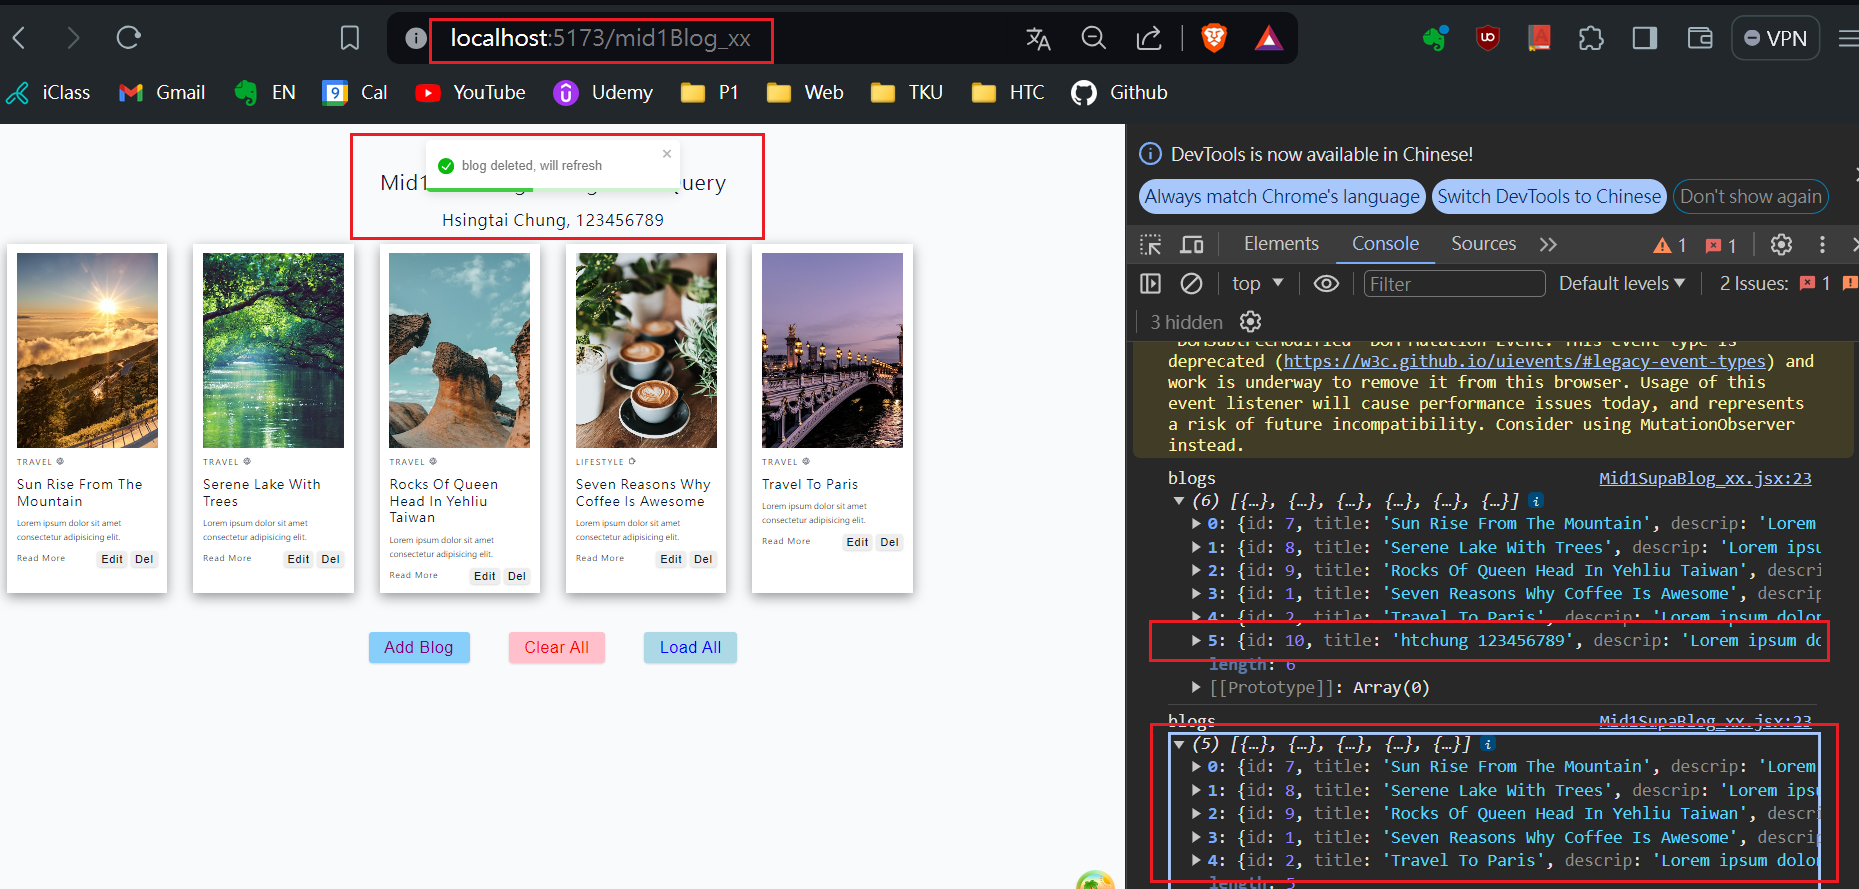 localhost:5173/mid1Blog_xx
VPN
iClass
Gmail
EN
9 Cal
YouTube
Udemy
P1
Web
TKU
HTC
Github
blog deleted, will refresh
Mid1
uery
Hsingtai Chung, 123456789
TRAVEL
Sun Rise From The
Mountain
Lorem ipsum dolor sit amet
consectetur adipisicing elit.
Read More
Edit
Del
TRAVEL
Serene Lake With
Trees
Lorem ipsum dolor sit amet
consectetur adipisicing elit.
Read More
Edit
Del
TRAVEL
Rocks Of Queen
Head In Yehliu
Taiwan
Lorem ipsum dolor sit amet
consectetur adipisicing elit.
Read More
Edit
Del
LIFESTYLE
Seven Reasons Why
Coffee Is Awesome
Lorem ipsum dolor sit amet
consectetur adipisicing elit.
Read More
Edit
Del
TRAVEL
Travel To Paris
Lorem ipsum dolor sit amet
consectetur adipisicing elit.
Read More
Edit
Del
Add Blog
Clear All
Load All
DevTools is now available in Chinese!
Always match Chrome's language
Switch DevTools to Chinese
Don't show again
Elements
Console
Sources
1
1
top
Filter
Default levels
2 Issues:
1
3 hidden
'DOMSubtreeModified' DOM Mutation Event. This event type is
deprecated (https://w3c.github.io/uievents/#legacy-event-types) and
work is underway to remove it from this browser. Usage of this
event listener will cause performance issues today, and represents
a risk of future incompatibility. Consider using MutationObserver
instead.
blogs Mid1SupaBlog_xx.jsx:23
(6) [{…}, {…}, {…}, {…}, {…}, {…}]
0: {id: 7, title: 'Sun Rise From The Mountain', descrip: 'Lorem
1: {id: 8, title: 'Serene Lake With Trees', descrip: 'Lorem ipsu
2: {id: 9, title: 'Rocks Of Queen Head In Yehliu Taiwan', descri
3: {id: 1, title: 'Seven Reasons Why Coffee Is Awesome', descrip
4: {id: 2, title: 'Travel To Paris', descrip: 'Lorem ipsum dolor
5: {id: 10, title: 'htchung 123456789', descrip: 'Lorem ipsum do
length: 6
[[Prototype]]: Array(0)
blogs Mid1SupaBlog_xx.jsx:23
(5) [{…}, {…}, {…}, {…}, {…}]
0: {id: 7, title: 'Sun Rise From The Mountain', descrip: 'Lorem
1: {id: 8, title: 'Serene Lake With Trees', descrip: 'Lorem ipsu
2: {id: 9, title: 'Rocks Of Queen Head In Yehliu Taiwan', descri
3: {id: 1, title: 'Seven Reasons Why Coffee Is Awesome', descrip
4: {id: 2, title: 'Travel To Paris', descrip: 'Lorem ipsum dolor
length: 5